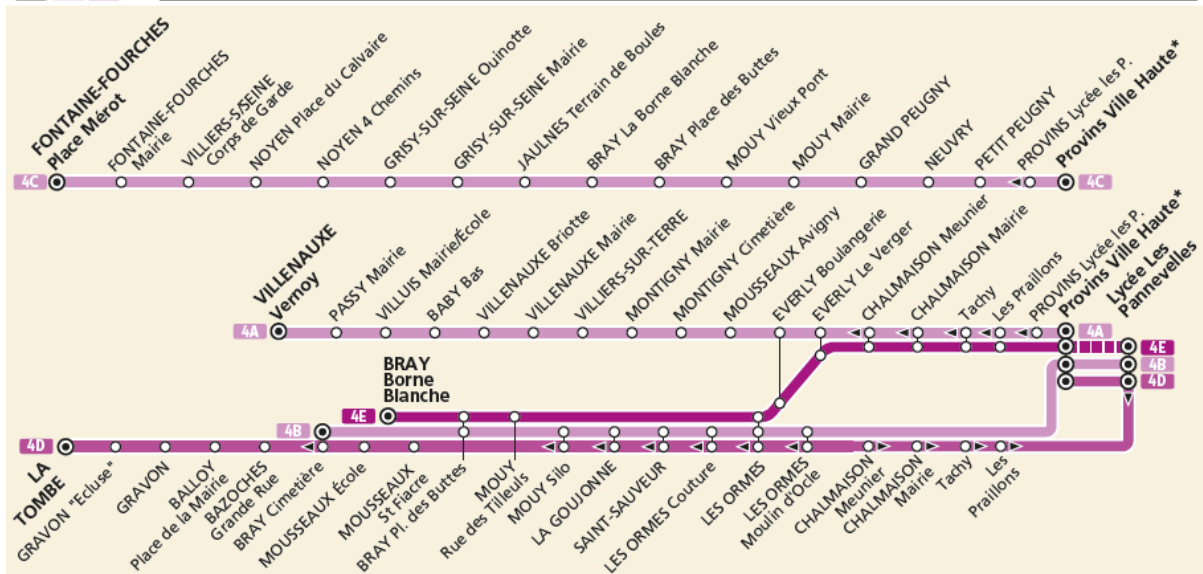 FONTAINE-FOURCHES
Place Mérot
FONTAINE-FOURCHES
Mairie
VILLIERS-S/SEINE
Corps de Garde
NOYEN Place du Calvaire
NOYEN 4 Chemins
GRISY-SUR-SEINE Ouinotte
GRISY-SUR-SEINE Mairie
JAULNES Terrain de Boules
BRAY La Borne Blanche
BRAY Place des Buttes
MOUY Vieux Pont
MOUY Mairie
GRAND PEUGNY
NEUVRY
PETIT PEUGNY
PROVINS Lycée les P.
Provins Ville Haute*
4C
4C
VILLENAUXE
Vernoy
PASSY Mairie
VILLUIS Mairie/École
BABY Bas
VILLENAUXE Briotte
VILLENAUXE Mairie
VILLIERS-SUR-TERRE
MONTIGNY Mairie
MONTIGNY Cimetière
MOUSSEAUX Avigny
EVERLY Boulangerie
EVERLY Le Verger
CHALMAISON Meunier
CHALMAISON Mairie
Tachy
Les Praillons
PROVINS Lycée les P.
Provins Ville Haute*
Lycée Les
Pannevelles
4A
4A
4E
4B
4D
BRAY
Borne
Blanche
4E
4B
4D
LA
TOMBE
GRAVON "Ecluse"
GRAVON
BALLOY
Place de la Mairie
BAZOCHES
Grande Rue
BRAY Cimetière
MOUSSEAUX École
MOUSSEAUX
St Fiacre
BRAY Pl. des Buttes
MOUY
Rue des Tilleuls
MOUY Silo
LA GOUJONNE
SAINT-SAUVEUR
LES ORMES Couture
LES ORMES
LES ORMES
Moulin d'Ocle
CHALMAISON
Meunier
CHALMAISON
Mairie
Tachy
Les
Praillons